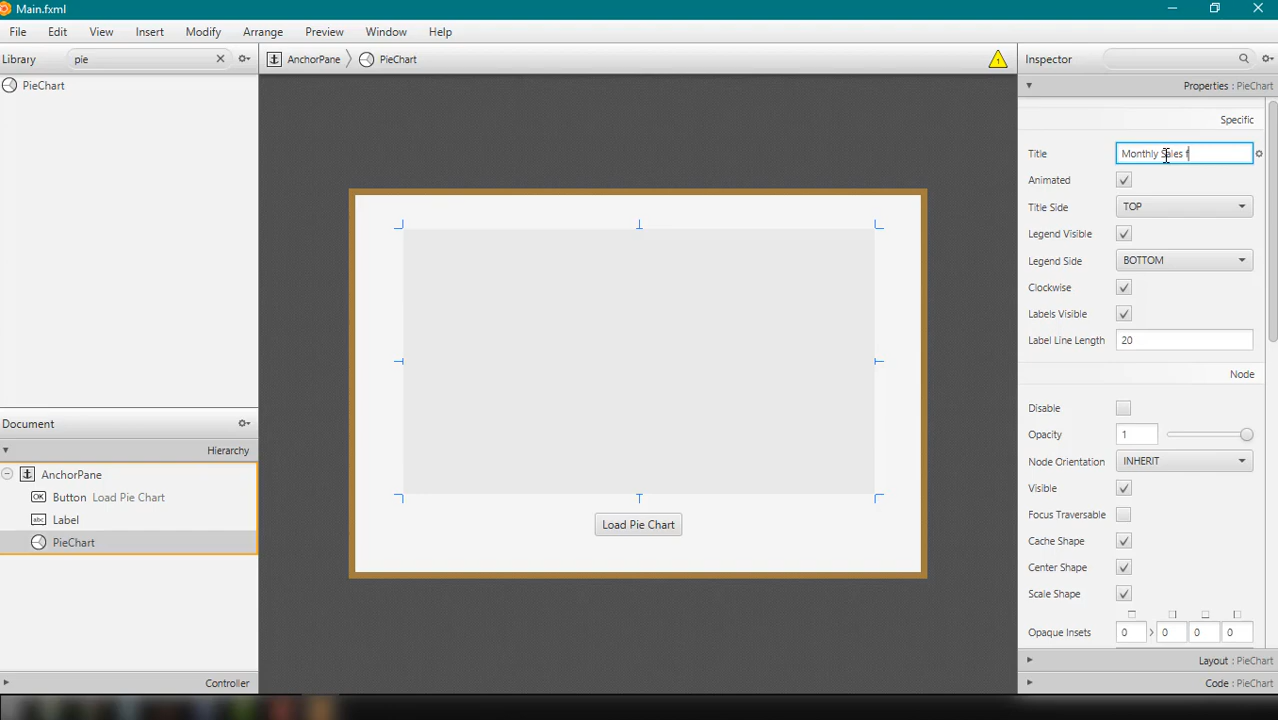 Main.fxml
File Edit View Insert Modify Arrange Preview Window Help
Library pie
AnchorPane PieChart
1
Inspector
PieChart
Properties : PieChart
Specific
Title Monthly Sales f
Animated
Title Side TOP
Legend Visible
Legend Side BOTTOM
Clockwise
Labels Visible
Label Line Length 20
Node
Disable
Opacity 1
Node Orientation INHERIT
Visible
Focus Traversable
Cache Shape
Center Shape
Scale Shape
Opaque Insets 0 0 0 0
Layout : PieChart
Code : PieChart
Load Pie Chart
Document
Hierarchy
AnchorPane
OK Button Load Pie Chart
abc Label
PieChart
Controller